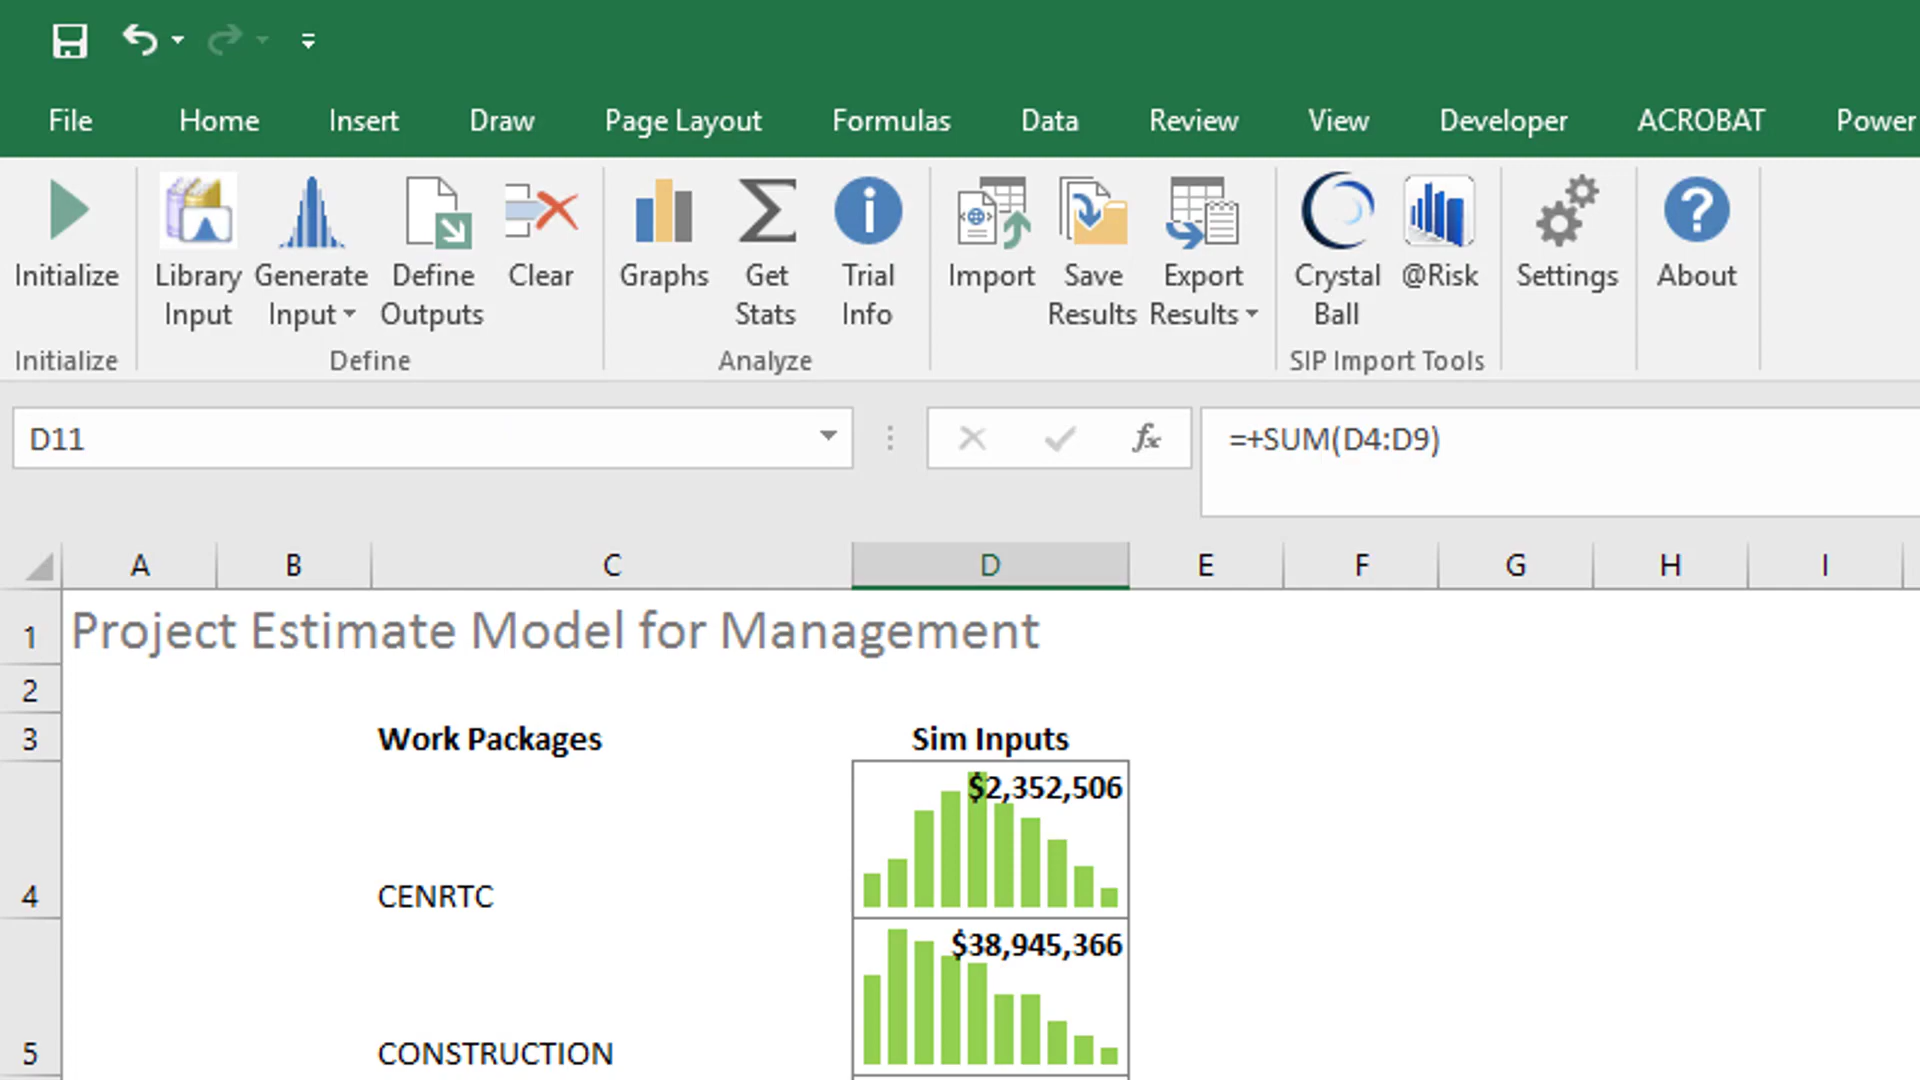 File Home Insert Draw Page Layout Formulas Data Review View Developer ACROBAT Power
Initialize Library Input Generate Input Define Outputs Clear Graphs Get Stats Trial Info Import Save Results Export Results Crystal Ball @Risk Settings About
Initialize Define Analyze SIP Import Tools
D11 fx =+SUM(D4:D9)
A B C D E F G H I
1 Project Estimate Model for Management
2
3 Work Packages Sim Inputs
$2,352,506
4 CENRTC
$38,945,366
5 CONSTRUCTION